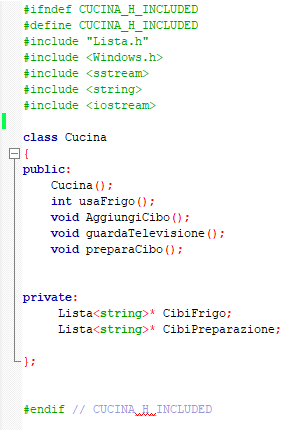 #ifndef CUCINA_H_INCLUDED
#define CUCINA_H_INCLUDED
#include "Lista.h"
#include <Windows.h>
#include <sstream>
#include <string>
#include <iostream>
class Cucina
{
public:
Cucina();
int usaFrigo();
void AggiungiCibo();
void guardaTelevisione();
void preparaCibo();
private:
Lista<string>* CibiFrigo;
Lista<string>* CibiPreparazione;
};
#endif // CUCINA_H_INCLUDED